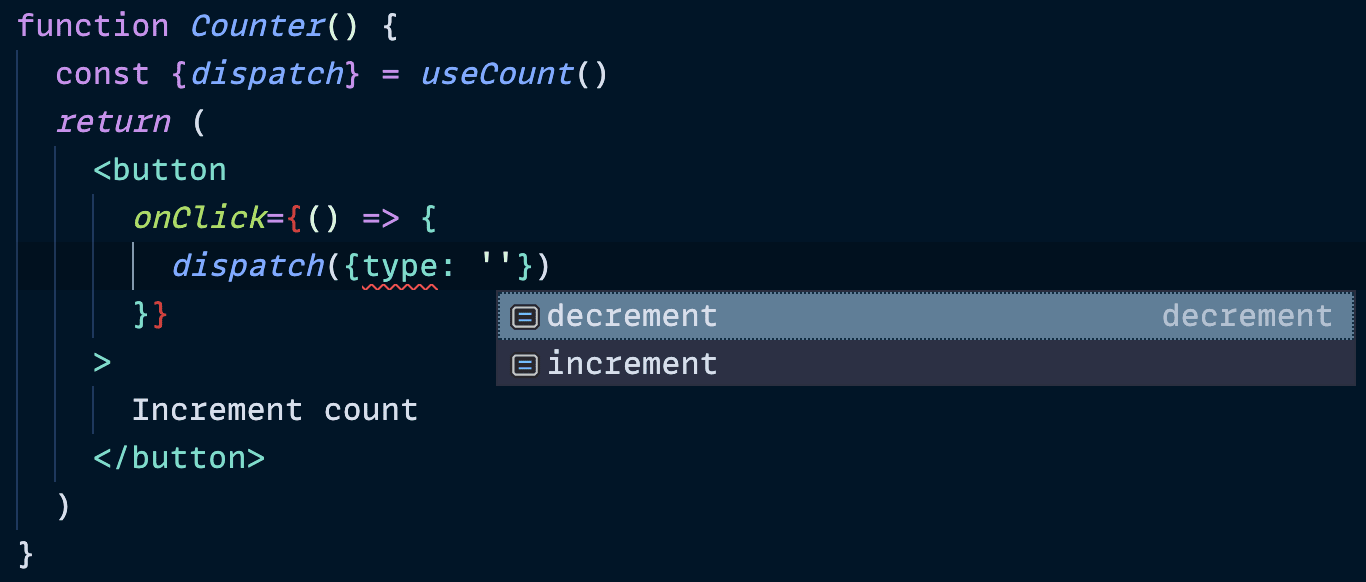 function Counter() {
const {dispatch} = useCount()
return (
<button
onClick={() => {
dispatch({type: ''})
}}
decrement decrement
>
increment
Increment count
</button>
)
}